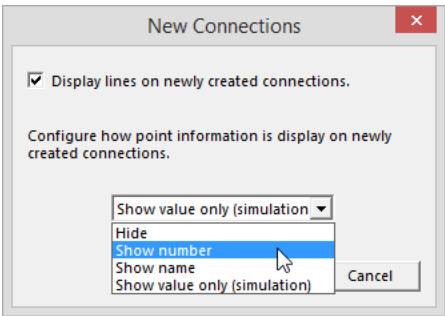 New Connections
Display lines on newly created connections.
Configure how point information is display on newly
created connections.
Show value only (simulation
Hide
Show number
Show name
Show value only (simulation)
Cancel